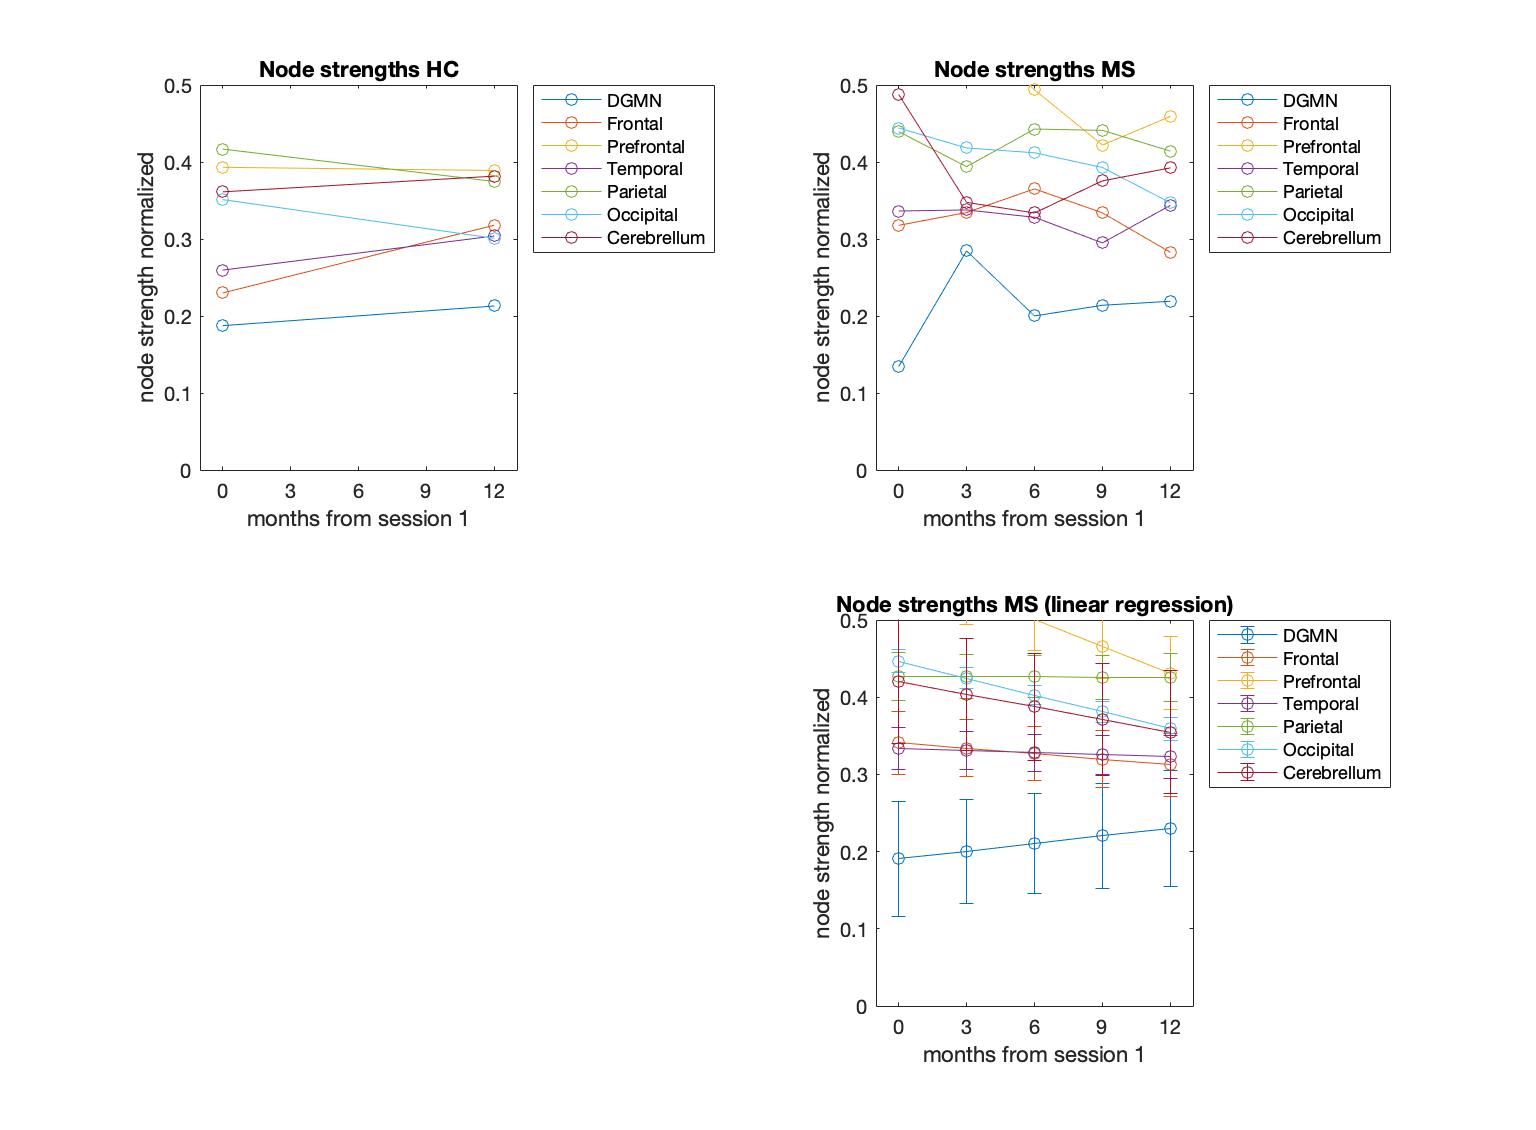 Node strengths HC
node strength normalized
0.5
0.4
0.3
0.2
0.1
0
0 3 6 9 12
months from session 1
DGMN
Frontal
Prefrontal
Temporal
Parietal
Occipital
Cerebrellum
Node strengths MS
node strength normalized
0.5
0.4
0.3
0.2
0.1
0
0 3 6 9 12
months from session 1
DGMN
Frontal
Prefrontal
Temporal
Parietal
Occipital
Cerebrellum
Node strengths MS (linear regression)
node strength normalized
0.5
0.4
0.3
0.2
0.1
0
0 3 6 9 12
months from session 1
DGMN
Frontal
Prefrontal
Temporal
Parietal
Occipital
Cerebrellum